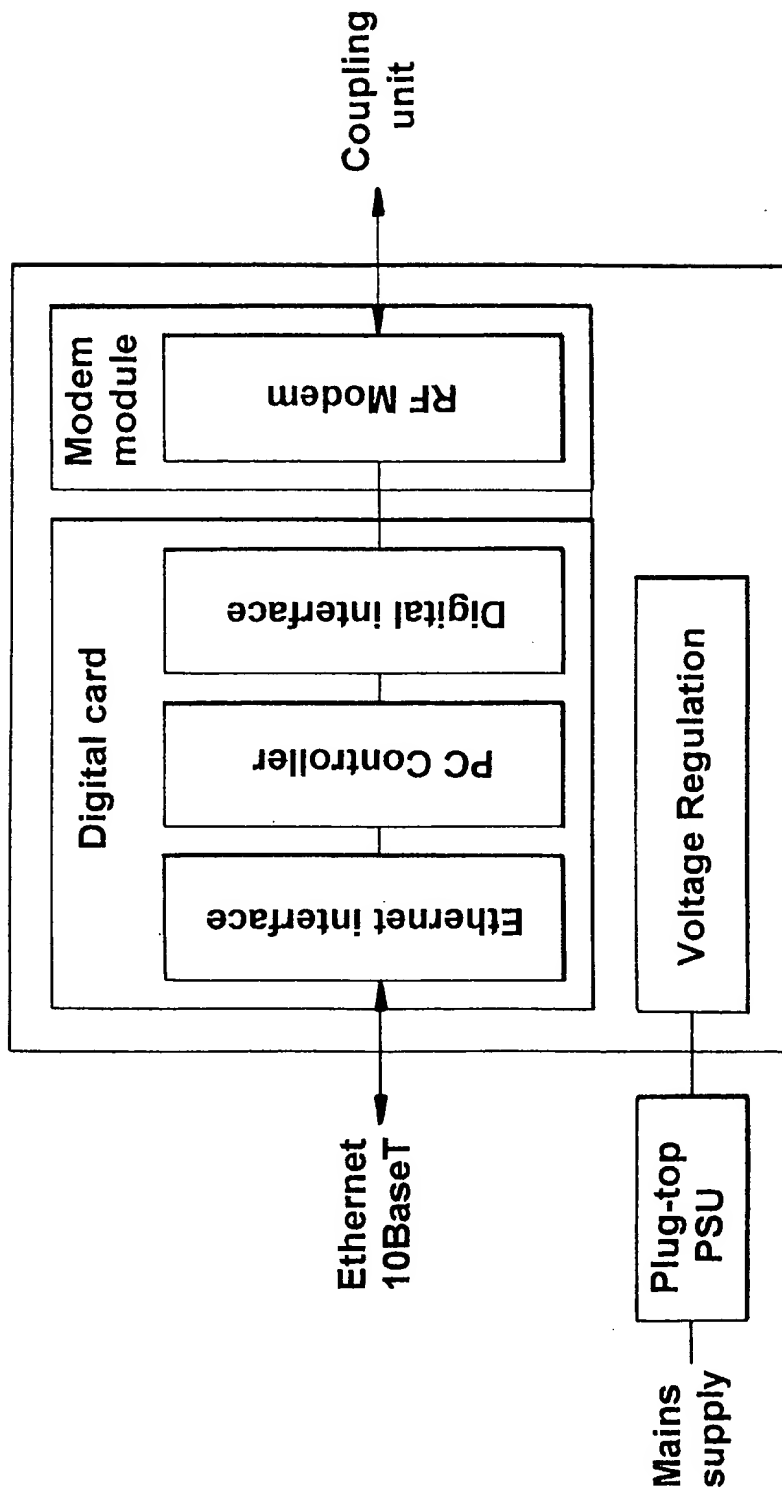 Digital card
Modem
module
Ethernet interface
PC Controller
Digital interface
RF Modem
Ethernet
10BaseT
Coupling
unit
Mains
supply
Plug-top
PSU
Voltage Regulation